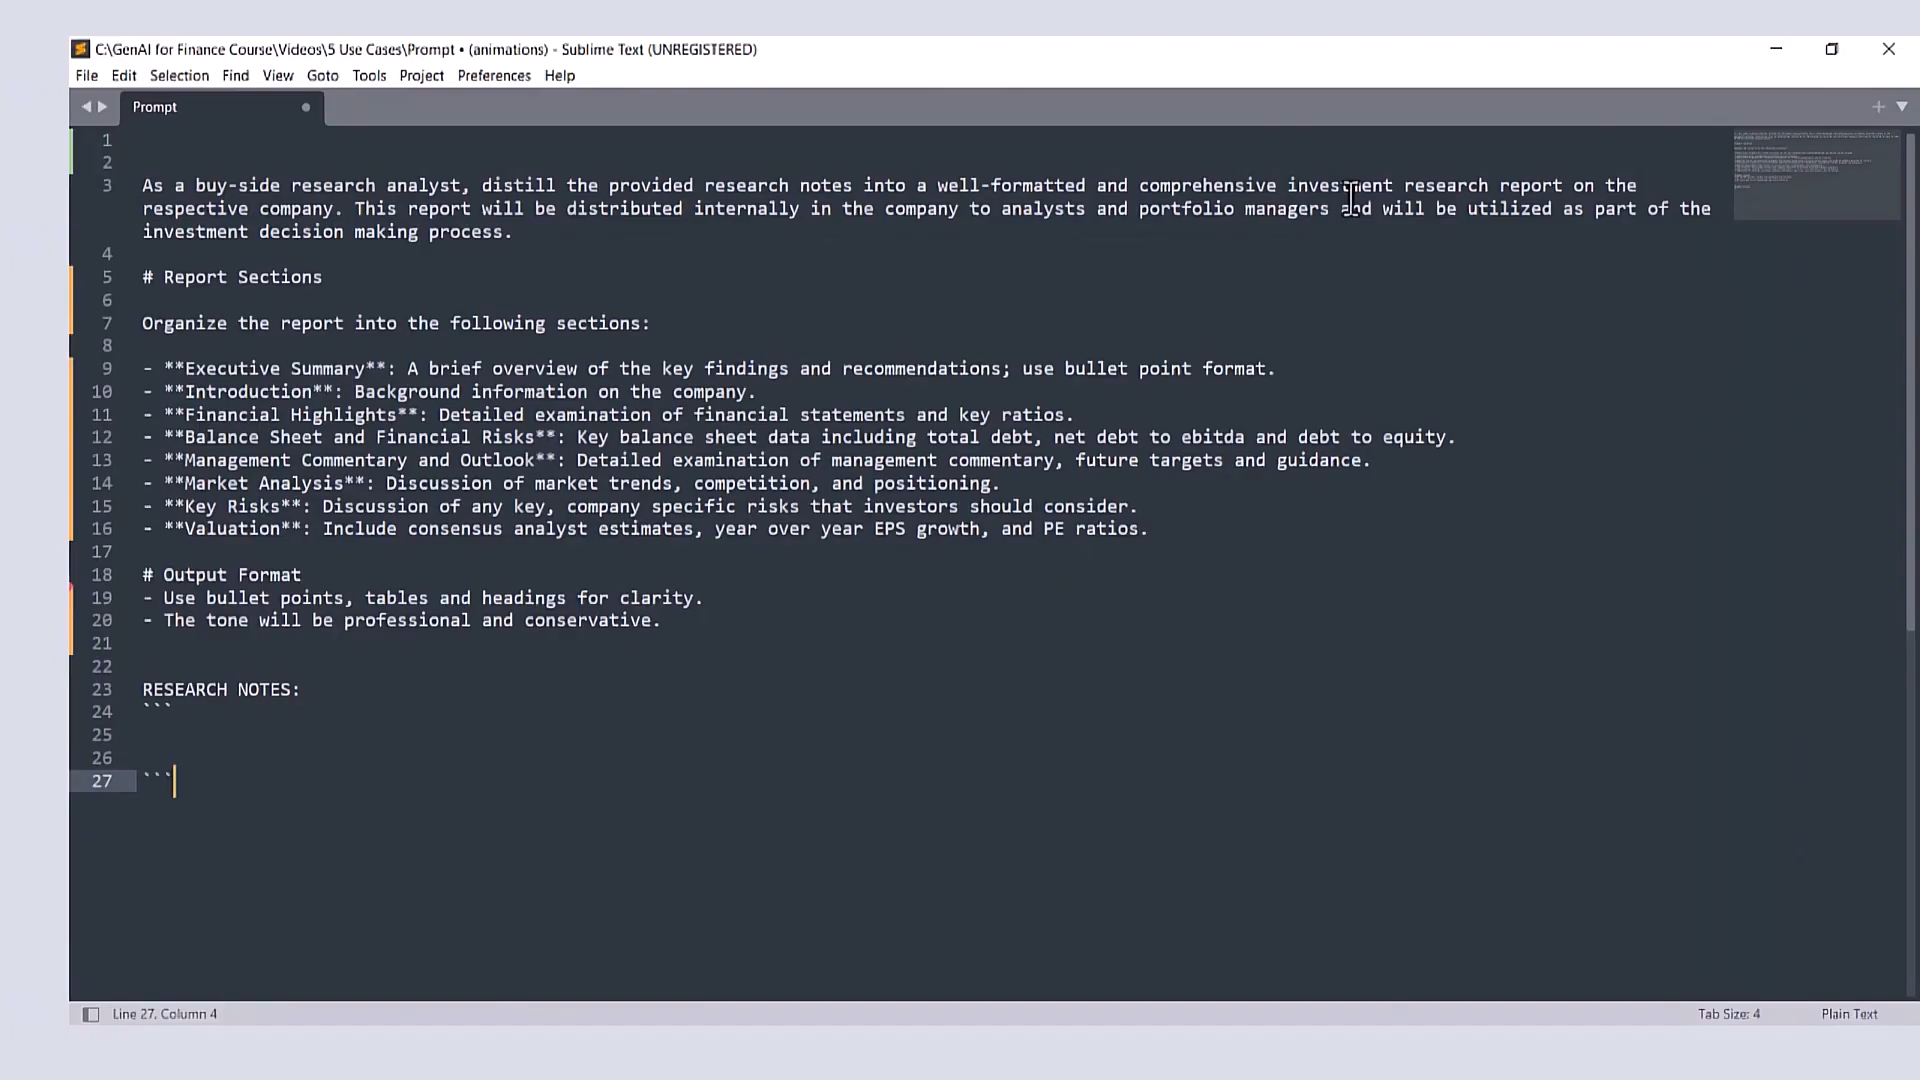 C:\GenAI for Finance Course\Videos\5 Use Cases\Prompt • (animations) - Sublime Text (UNREGISTERED)
File Edit Selection Find View Goto Tools Project Preferences Help
Prompt
1
2
3 As a buy-side research analyst, distill the provided research notes into a well-formatted and comprehensive investment research report on the
respective company. This report will be distributed internally in the company to analysts and portfolio managers and will be utilized as part of the
investment decision making process.
4
5 # Report Sections
6
7 Organize the report into the following sections:
8
9 - **Executive Summary**: A brief overview of the key findings and recommendations; use bullet point format.
10 - **Introduction**: Background information on the company.
11 - **Financial Highlights**: Detailed examination of financial statements and key ratios.
12 - **Balance Sheet and Financial Risks**: Key balance sheet data including total debt, net debt to ebitda and debt to equity.
13 - **Management Commentary and Outlook**: Detailed examination of management commentary, future targets and guidance.
14 - **Market Analysis**: Discussion of market trends, competition, and positioning.
15 - **Key Risks**: Discussion of any key, company specific risks that investors should consider.
16 - **Valuation**: Include consensus analyst estimates, year over year EPS growth, and PE ratios.
17
18 # Output Format
19 - Use bullet points, tables and headings for clarity.
20 - The tone will be professional and conservative.
21
22
23 RESEARCH NOTES:
24 ```
25
26
27 ```
Line 27, Column 4 Tab Size: 4 Plain Text